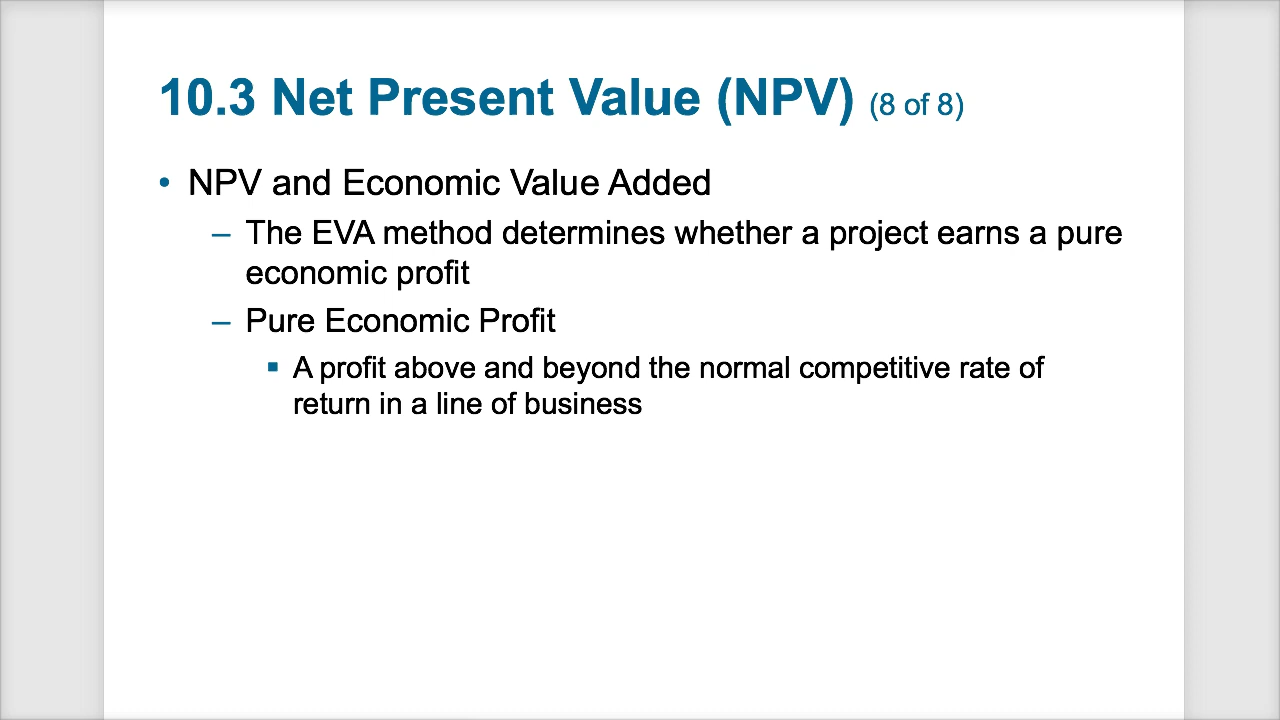 10.3 Net Present Value (NPV) (8 of 8)
• NPV and Economic Value Added
– The EVA method determines whether a project earns a pure
economic profit
– Pure Economic Profit
▪ A profit above and beyond the normal competitive rate of
return in a line of business